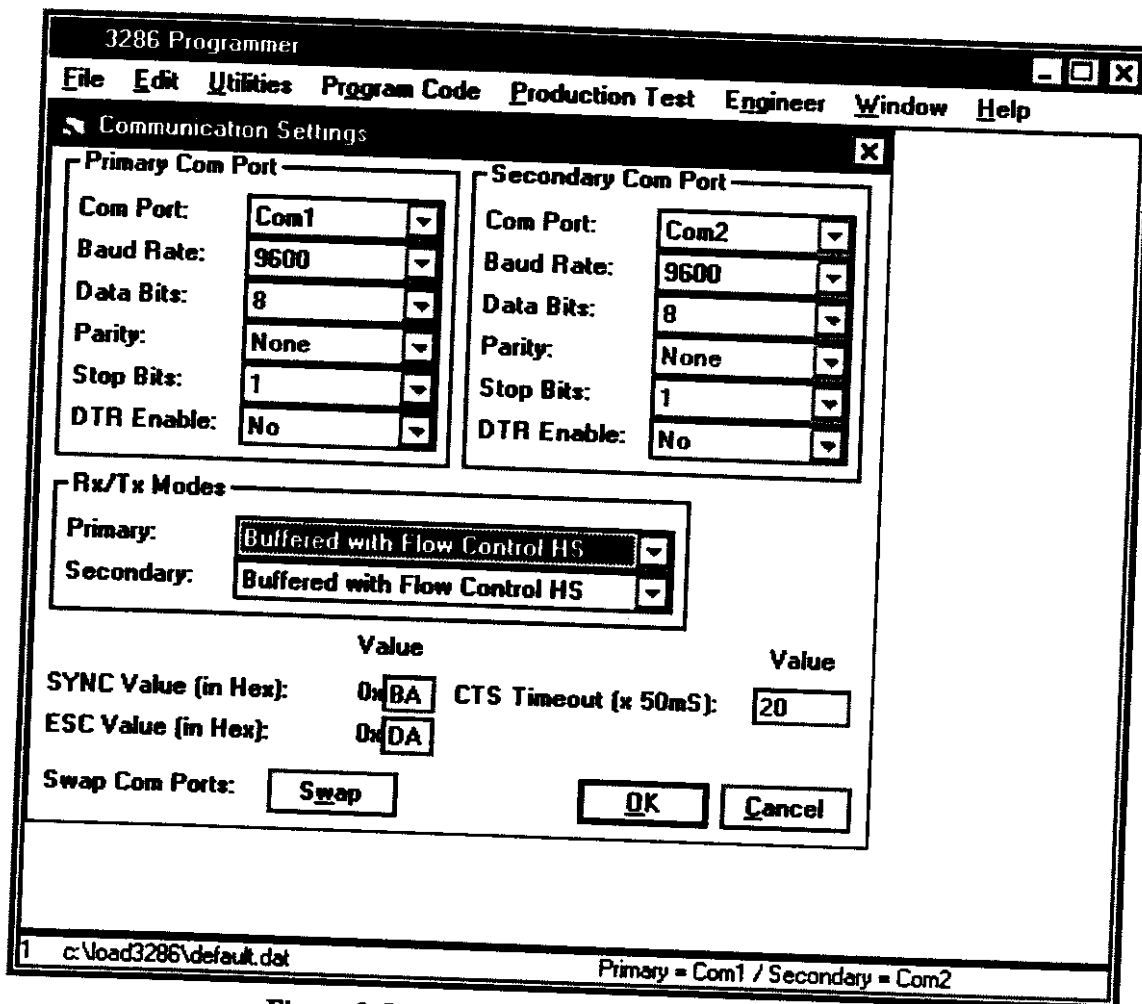 3286 Programmer
File Edit Utilities Program Code Production Test Engineer Window Help
Communication Settings
Primary Com Port
Com Port: Com1
Baud Rate: 9600
Data Bits: 8
Parity: None
Stop Bits: 1
DTR Enable: No
Secondary Com Port
Com Port: Com2
Baud Rate: 9600
Data Bits: 8
Parity: None
Stop Bits: 1
DTR Enable: No
Rx/Tx Modes
Primary: Buffered with Flow Control HS
Secondary: Buffered with Flow Control HS
Value
SYNC Value (in Hex): 0xBA
ESC Value (in Hex): 0xDA
Value
CTS Timeout (x 50mS): 20
Swap Com Ports: Swap
OK Cancel
1 c:\load3286\default.dat Primary = Com1 / Secondary = Com2